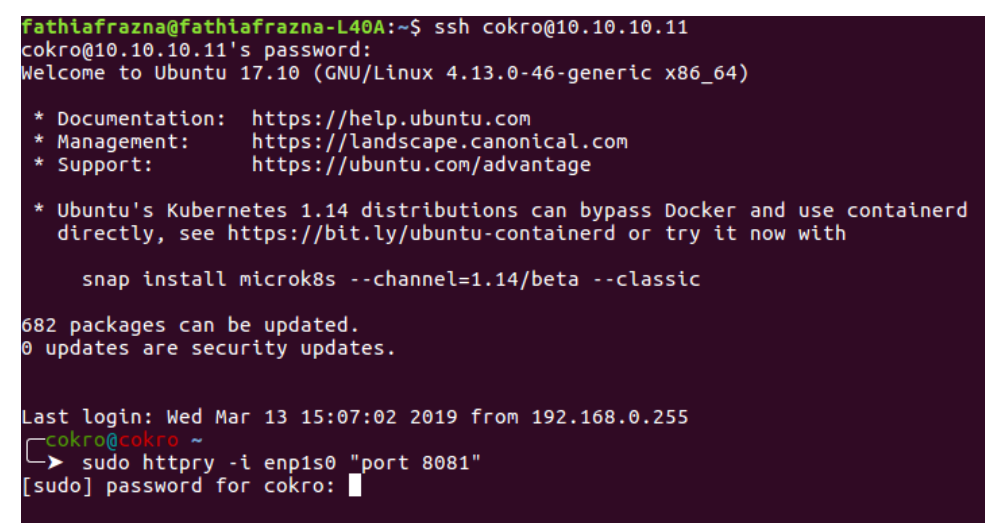 fathiafrazna@fathiafrazna-L40A:~$ ssh cokro@10.10.10.11
cokro@10.10.10.11's password:
Welcome to Ubuntu 17.10 (GNU/Linux 4.13.0-46-generic x86_64)
* Documentation:  https://help.ubuntu.com
* Management:     https://landscape.canonical.com
* Support:        https://ubuntu.com/advantage
* Ubuntu's Kubernetes 1.14 distributions can bypass Docker and use containerd
directly, see https://bit.ly/ubuntu-containerd or try it now with
snap install microk8s --channel=1.14/beta --classic
682 packages can be updated.
0 updates are security updates.
Last login: Wed Mar 13 15:07:02 2019 from 192.168.0.255
┌─cokro@cokro ~
└─➤ sudo httpry -i enp1s0 "port 8081"
[sudo] password for cokro: